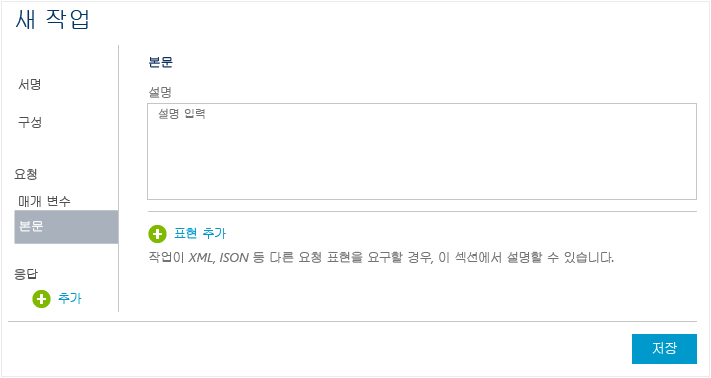 새 작업
서명
구성
요청
매개 변수
본문
응답
추가
본문
설명
설명 입력
표현 추가
작업이 XML, ISON 등 다른 요청 표현을 요구할 경우, 이 섹션에서 설명할 수 있습니다.
저장